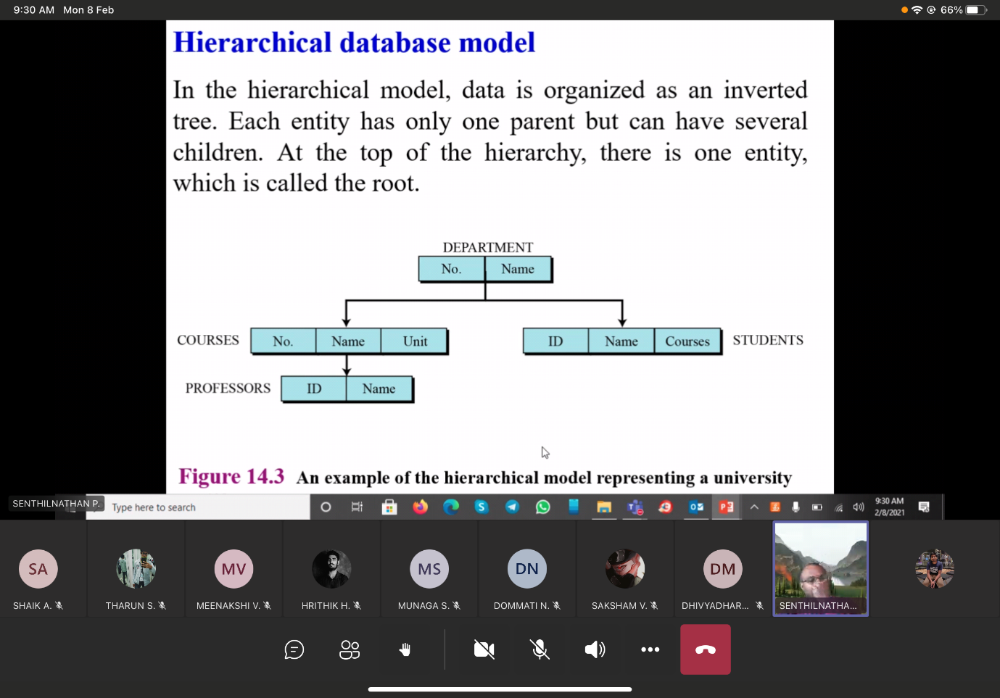 9:30 AM Mon 8 Feb
66%
Hierarchical database model
In the hierarchical model, data is organized as an inverted
tree. Each entity has only one parent but can have several
children. At the top of the hierarchy, there is one entity,
which is called the root.
DEPARTMENT
No. Name
COURSES No. Name Unit
ID Name Courses STUDENTS
PROFESSORS ID Name
Figure 14.3 An example of the hierarchical model representing a university
SENTHILNATHAN P.
Type here to search
9:30 AM
2/8/2021
SA
MV
MS
DN
DM
SHAIK A.
THARUN S.
MEENAKSHI V.
HRITHIK H.
MUNAGA S.
DOMMATI N.
SAKSHAM V.
DHIVYADHAR...
SENTHILNATHA...